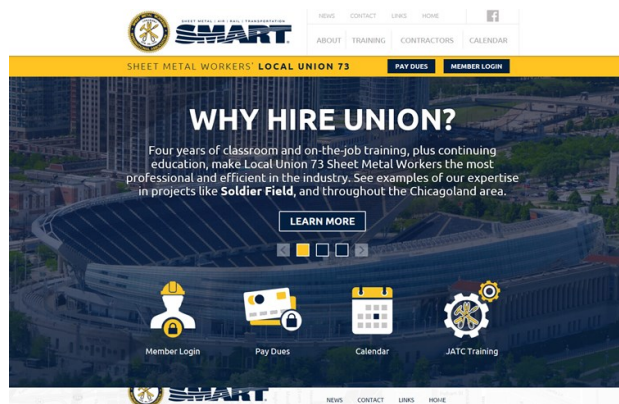 NEWS CONTACT LINKS HOME
SHEET METAL | AIR | RAIL | TRANSPORTATION
SMART
ABOUT TRAINING CONTRACTORS CALENDAR
SHEET METAL WORKERS' LOCAL UNION 73
PAY DUES MEMBER LOGIN
WHY HIRE UNION?
Four years of classroom and on-the-job training, plus continuing
education, make Local Union 73 Sheet Metal Workers the most
professional and efficient in the industry. See examples of our expertise
in projects like Soldier Field, and throughout the Chicagoland area.
LEARN MORE
Member Login Pay Dues Calendar JATC Training
SMART
NEWS CONTACT LINKS HOME